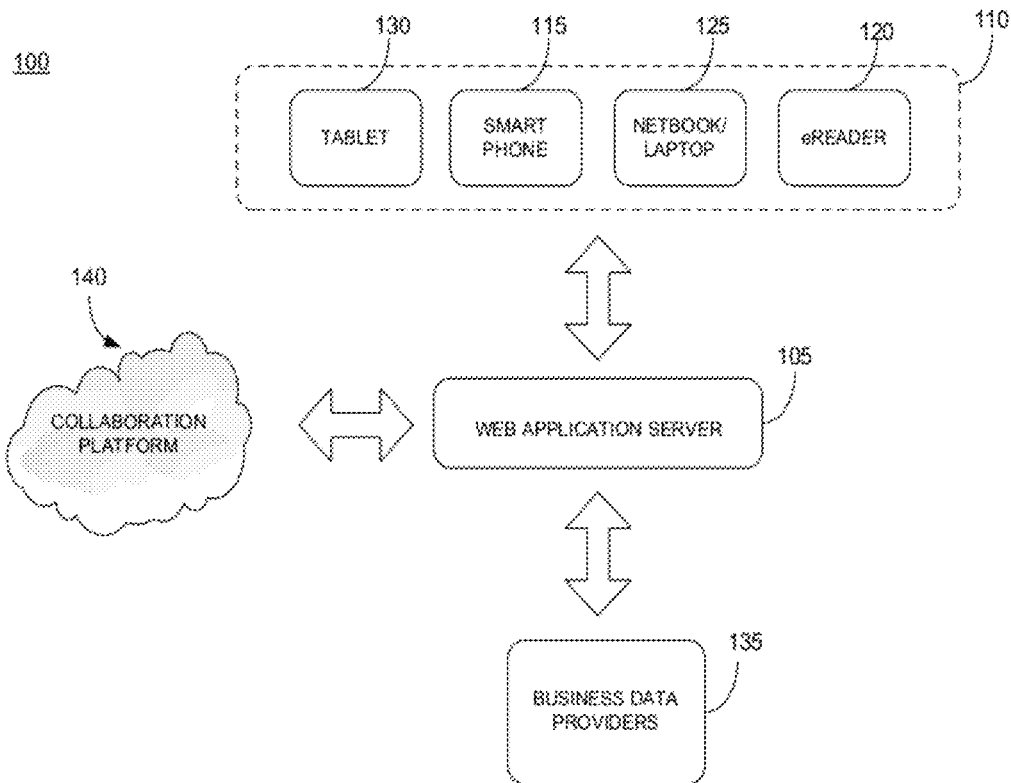 100
130
115
125
120
110
TABLET
SMART
PHONE
NETBOOK/
LAPTOP
eREADER
140
COLLABORATION
PLATFORM
105
WEB APPLICATION SERVER
135
BUSINESS DATA
PROVIDERS